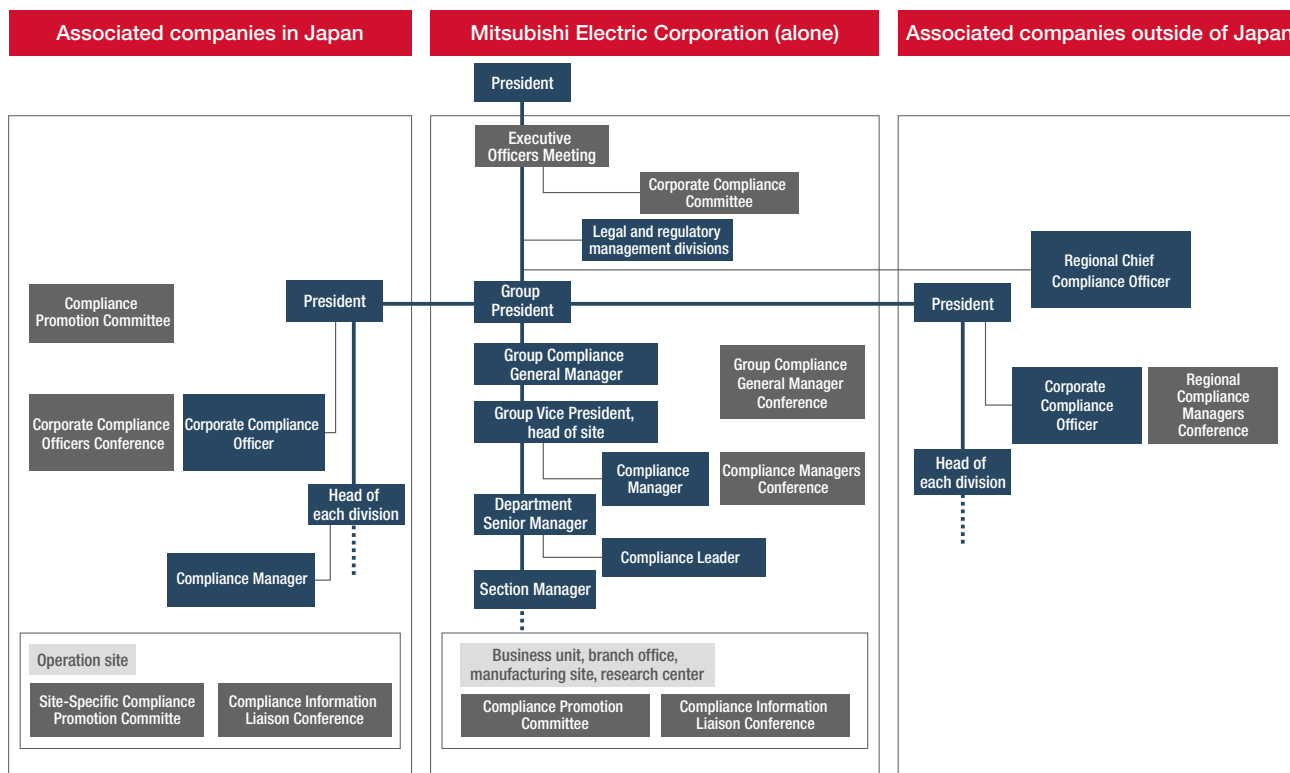 Associated companies in Japan
Mitsubishi Electric Corporation (alone)
Associated companies outside of Japan
President
Executive
Officers Meeting
Corporate Compliance
Committee
Legal and regulatory
management divisions
Regional Chief
Compliance Officer
Compliance
Promotion Committee
President
Group
President
President
Group Compliance
General Manager
Group Compliance
General Manager
Conference
Corporate Compliance
Officers Conference
Corporate Compliance
Officer
Group Vice President,
head of site
Corporate
Compliance
Officer
Regional
Compliance
Managers
Conference
Compliance
Manager
Compliance Managers
Conference
Head of
each division
Head of
each division
Department
Senior Manager
Compliance Leader
Compliance Manager
Section Manager
Operation site
Site-Specific Compliance
Promotion Committe
Compliance Information
Liaison Conference
Business unit, branch office,
manufacturing site, research center
Compliance Promotion
Committee
Compliance Information
Liaison Conference